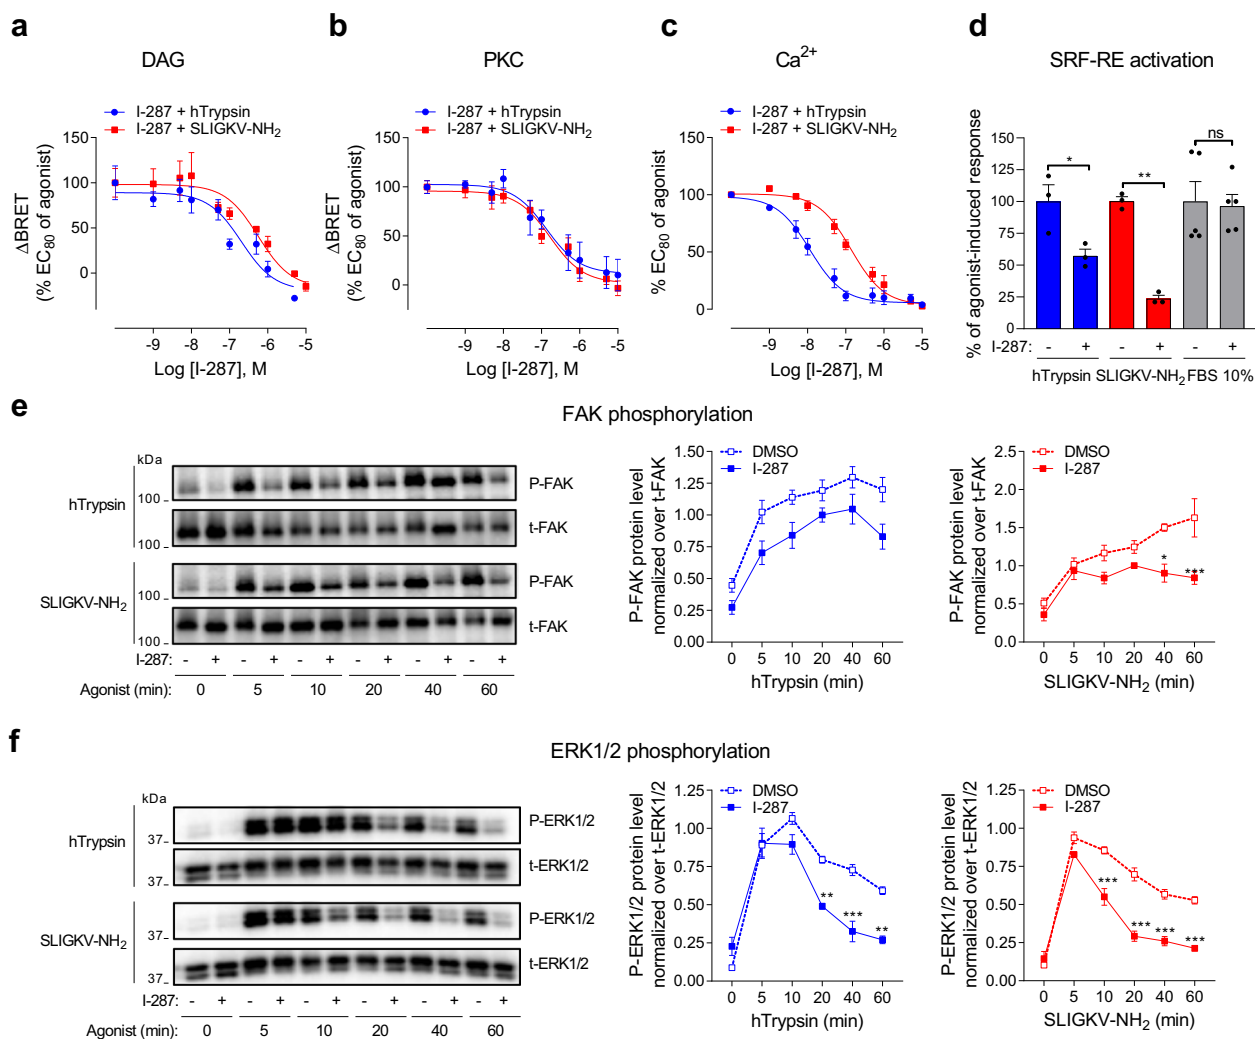 a
DAG
I-287 + hTrypsin
I-287 + SLIGKV-NH2
ΔBRET
(% EC80 of agonist)
150
100
50
0
-9 -8 -7 -6 -5
Log [I-287], M
b
PKC
I-287 + hTrypsin
I-287 + SLIGKV-NH2
ΔBRET
(% EC80 of agonist)
150
100
50
0
-9 -8 -7 -6 -5
Log [I-287], M
c
Ca2+
I-287 + hTrypsin
I-287 + SLIGKV-NH2
% EC80 of agonist
150
100
50
0
-9 -8 -7 -6 -5
Log [I-287], M
d
SRF-RE activation
% of agonist-induced response
150
125
100
75
50
25
0
* ** ns
I-287: - + - + - +
hTrypsin SLIGKV-NH2 FBS 10%
e
FAK phosphorylation
kDa
hTrypsin
100
P-FAK
100
t-FAK
SLIGKV-NH2
100
P-FAK
100
t-FAK
I-287: - + - + - + - + - + - +
Agonist (min): 0 5 10 20 40 60
DMSO
I-287
P-FAK protein level
normalized over t-FAK
1.50
1.25
1.00
0.75
0.50
0.25
0.00
0 5 10 20 40 60
hTrypsin (min)
DMSO
I-287
P-FAK protein level
normalized over t-FAK
2.5
2.0
1.5
1.0
0.5
0.0
* ***
0 5 10 20 40 60
SLIGKV-NH2 (min)
f
ERK1/2 phosphorylation
kDa
hTrypsin
37
P-ERK1/2
37
t-ERK1/2
SLIGKV-NH2
37
P-ERK1/2
37
t-ERK1/2
I-287: - + - + - + - + - + - +
Agonist (min): 0 5 10 20 40 60
DMSO
I-287
P-ERK1/2 protein level
normalized over t-ERK1/2
1.00
0.75
0.50
0.25
0.00
** *** **
0 5 10 20 40 60
hTrypsin (min)
DMSO
I-287
P-ERK1/2 protein level
normalized over t-ERK1/2
1.00
0.75
0.50
0.25
0.00
*** *** *** ***
0 5 10 20 40 60
SLIGKV-NH2 (min)